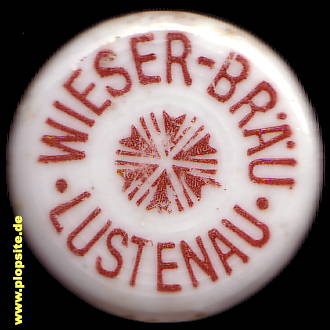 WIESER-BRÄU
• LUSTENAU •
www.plopsite.de